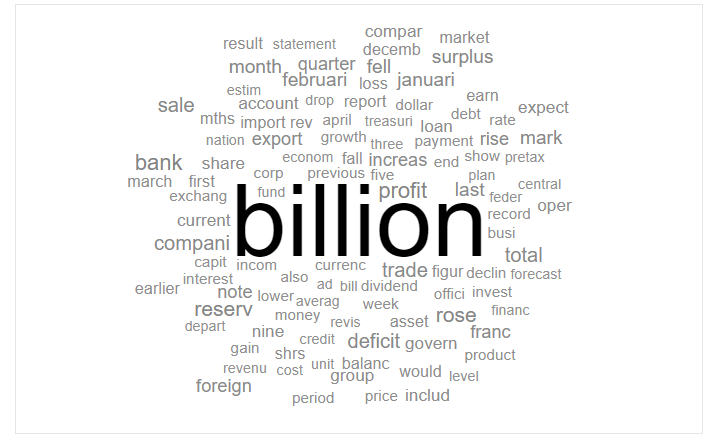 compar
result statement decemb market
month quarter fell surplus
februari loss januari
estim
sale account drop report dollar earn expect
mths import rev april treasuri loan debt rate
nation export growth three payment rise mark
bank share econom fall increas end show pretax
march first corp previous five plan central
exchang fund profit last feder
current billion record oper
compani busi
total
capit incom currenc trade figur declin forecast
interest also ad bill dividend
earlier note lower averag week offici invest
reserv money revis asset rose financ
depart nine credit deficit govern franc
gain shrs product
revenu cost unit balanc would level
foreign group
period price includ